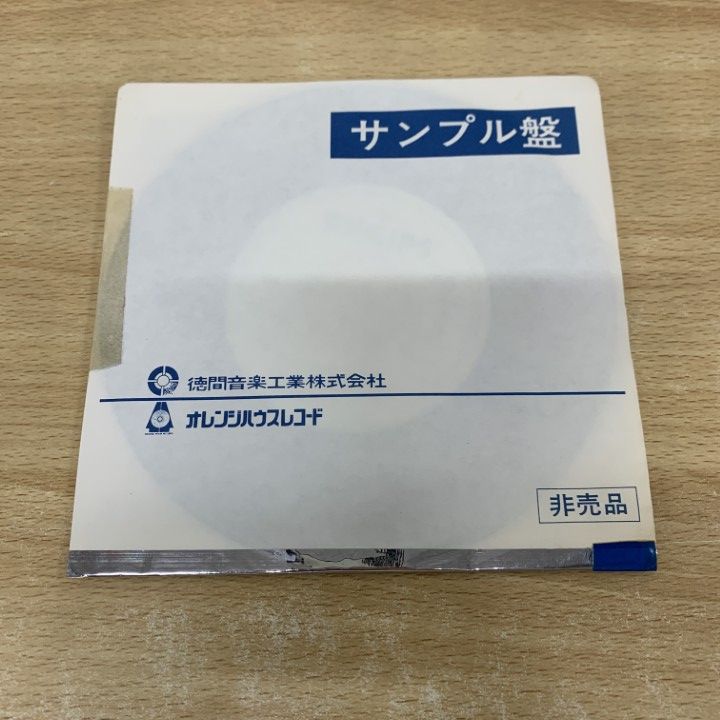 サンプル盤
徳間音楽工業株式会社
オレンジハウスレコード
非売品